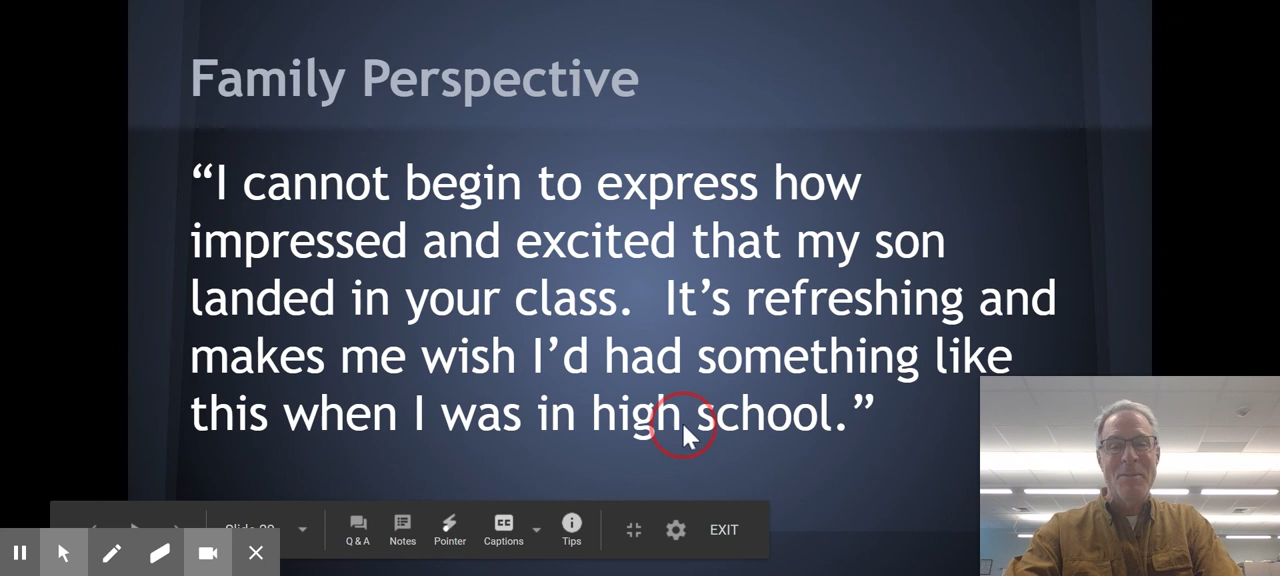 Family Perspective
“I cannot begin to express how
impressed and excited that my son
landed in your class.  It’s refreshing and
makes me wish I’d had something like
this when I was in high school.”
Q & A Notes Pointer Captions Tips EXIT